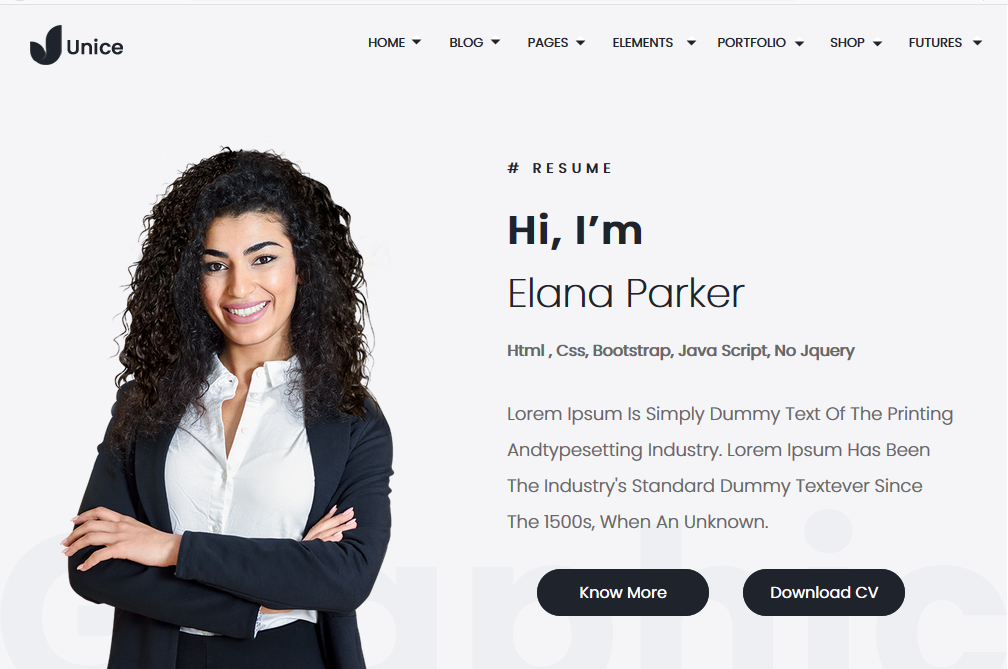 Unice
HOME BLOG PAGES ELEMENTS PORTFOLIO SHOP FUTURES
# RESUME
Hi, I’m
Elana Parker
Html , Css, Bootstrap, Java Script, No Jquery
Lorem Ipsum Is Simply Dummy Text Of The Printing
Andtypesetting Industry. Lorem Ipsum Has Been
The Industry's Standard Dummy Textever Since
The 1500s, When An Unknown.
Know More Download CV
Graphic